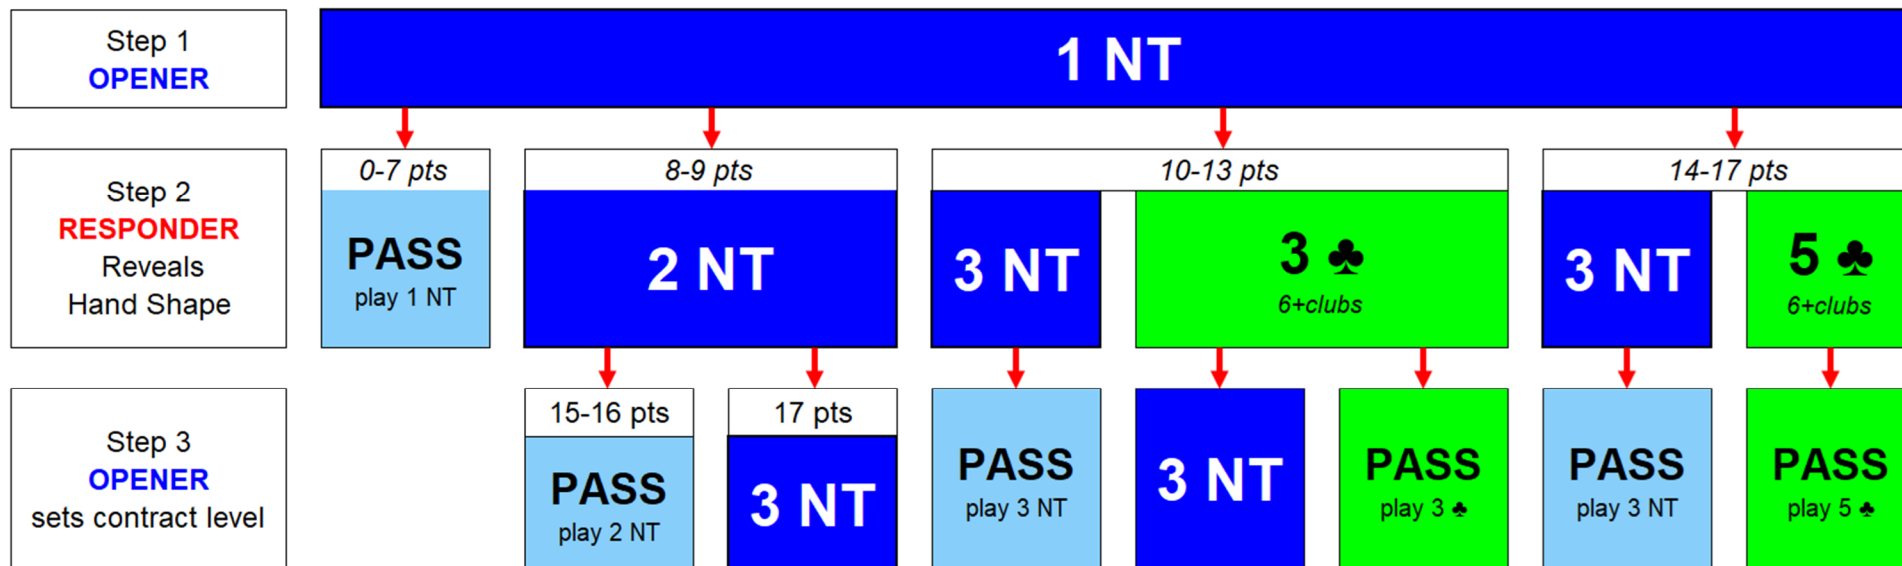 Step 1
OPENER
1 NT
Step 2
RESPONDER
Reveals
Hand Shape
0-7 pts
PASS
play 1 NT
8-9 pts
2 NT
10-13 pts
3 NT
3 ♣
6+clubs
14-17 pts
3 NT
5 ♣
6+clubs
Step 3
OPENER
sets contract level
15-16 pts
PASS
play 2 NT
17 pts
3 NT
PASS
play 3 NT
3 NT
PASS
play 3 ♣
PASS
play 3 NT
PASS
play 5 ♣